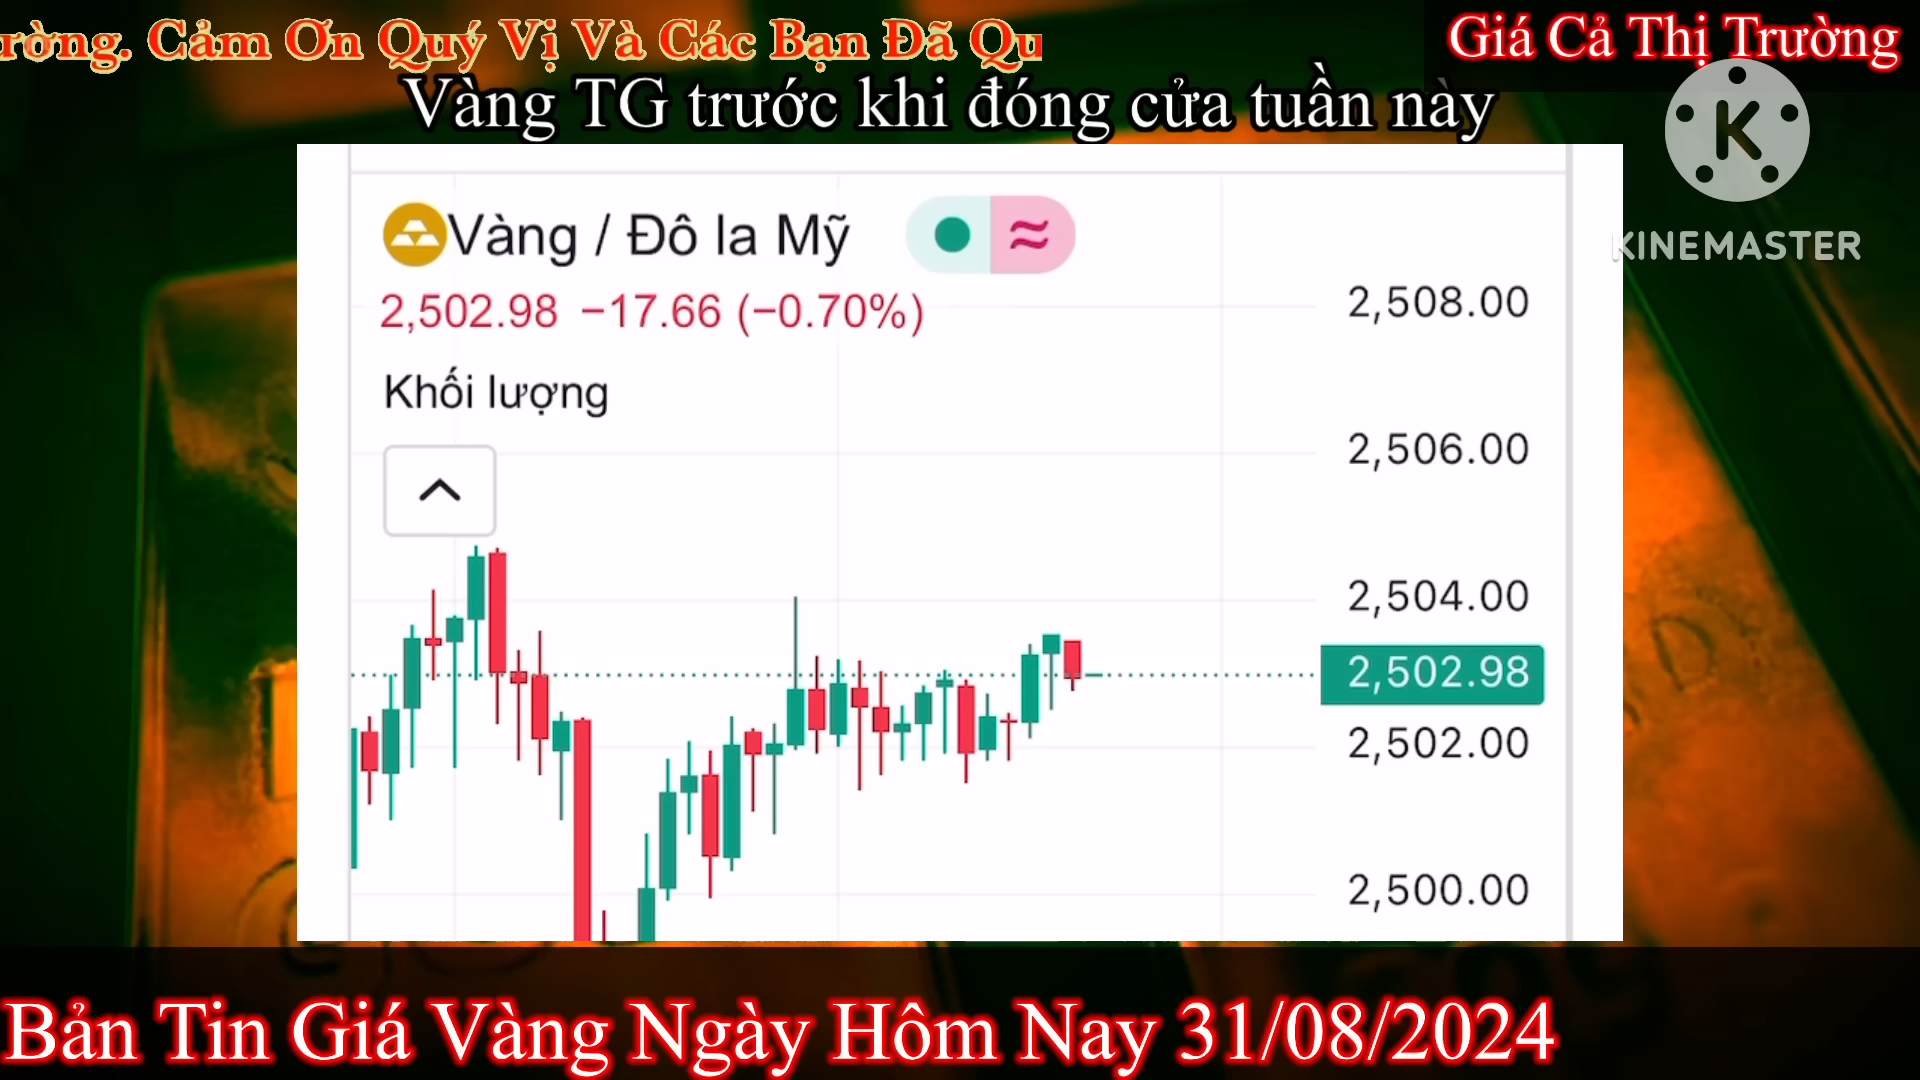 ròng. Cảm Ơn Quý Vị Và Các Bạn Đã Qu
Giá Cả Thị Trường
Vàng TG trước khi đóng cửa tuần này
K
KINEMASTER
Vàng / Đô la Mỹ
2,502.98 −17.66 (−0.70%)
Khối lượng
2,508.00
2,506.00
2,504.00
2,502.98
2,502.00
2,500.00
Bản Tin Giá Vàng Ngày Hôm Nay 31/08/2024